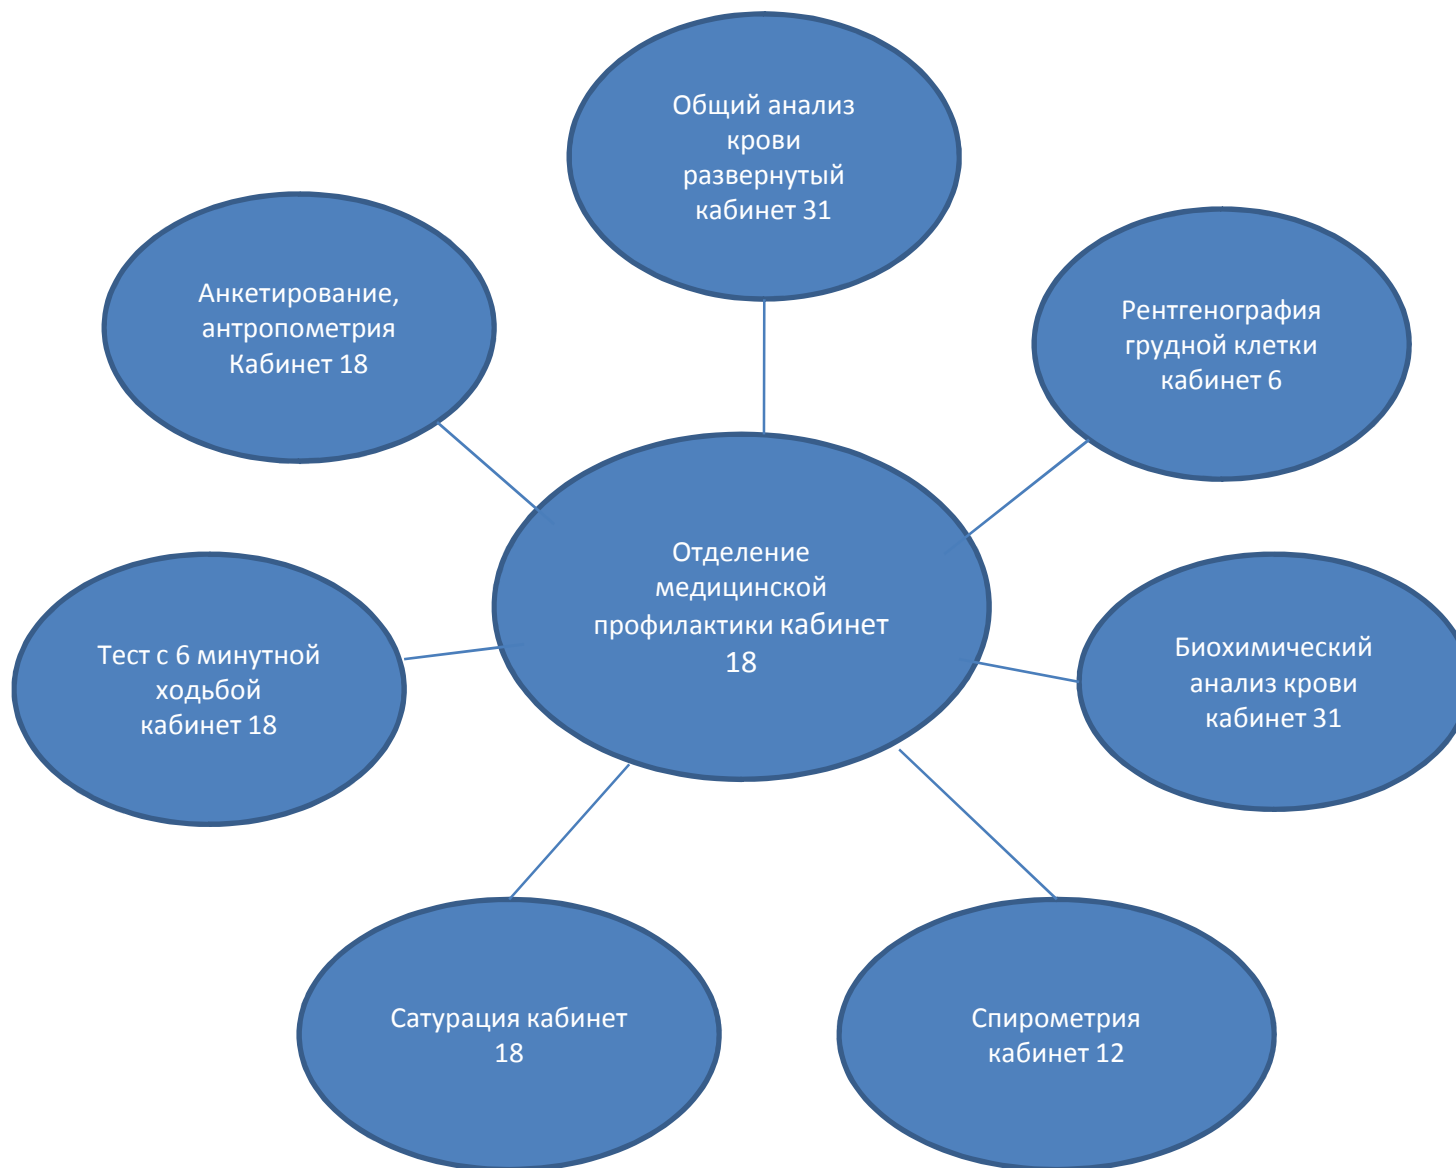 Общий анализ
крови
развернутый
кабинет 31
Анкетирование,
антропометрия
Кабинет 18
Рентгенография
грудной клетки
кабинет 6
Отделение
медицинской
профилактики кабинет
18
Тест с 6 минутной
ходьбой
кабинет 18
Биохимический
анализ крови
кабинет 31
Сатурация кабинет
18
Спирометрия
кабинет 12